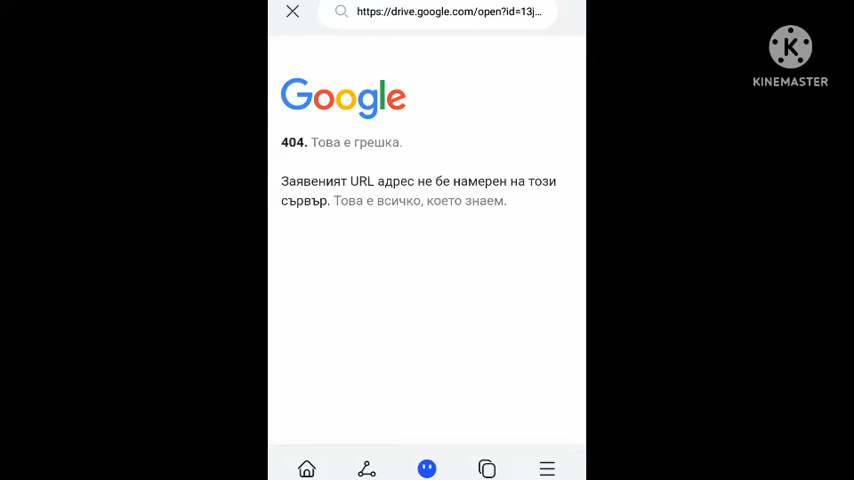 https://drive.google.com/open?id=13j...
KINEMASTER
Google
404. Това е грешка.
Заявеният URL адрес не бе намерен на този
сървър. Това е всичко, което знаем.